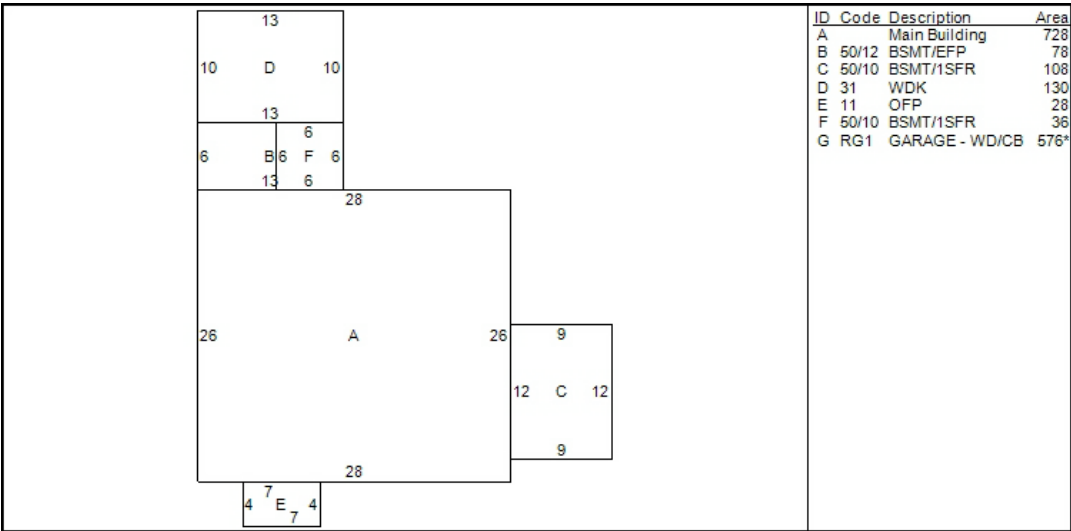 13
10 D 10
13
6
6 B 6 F 6
13 6
28
26 A 26
9
12 C 12
9
28
7
4 E 4
7
ID Code Description Area
A Main Building 728
B 50/12 BSMT/EFP 78
C 50/10 BSMT/1SFR 108
D 31 WDK 130
E 11 OFP 28
F 50/10 BSMT/1SFR 36
G RG1 GARAGE - WD/CB 576*